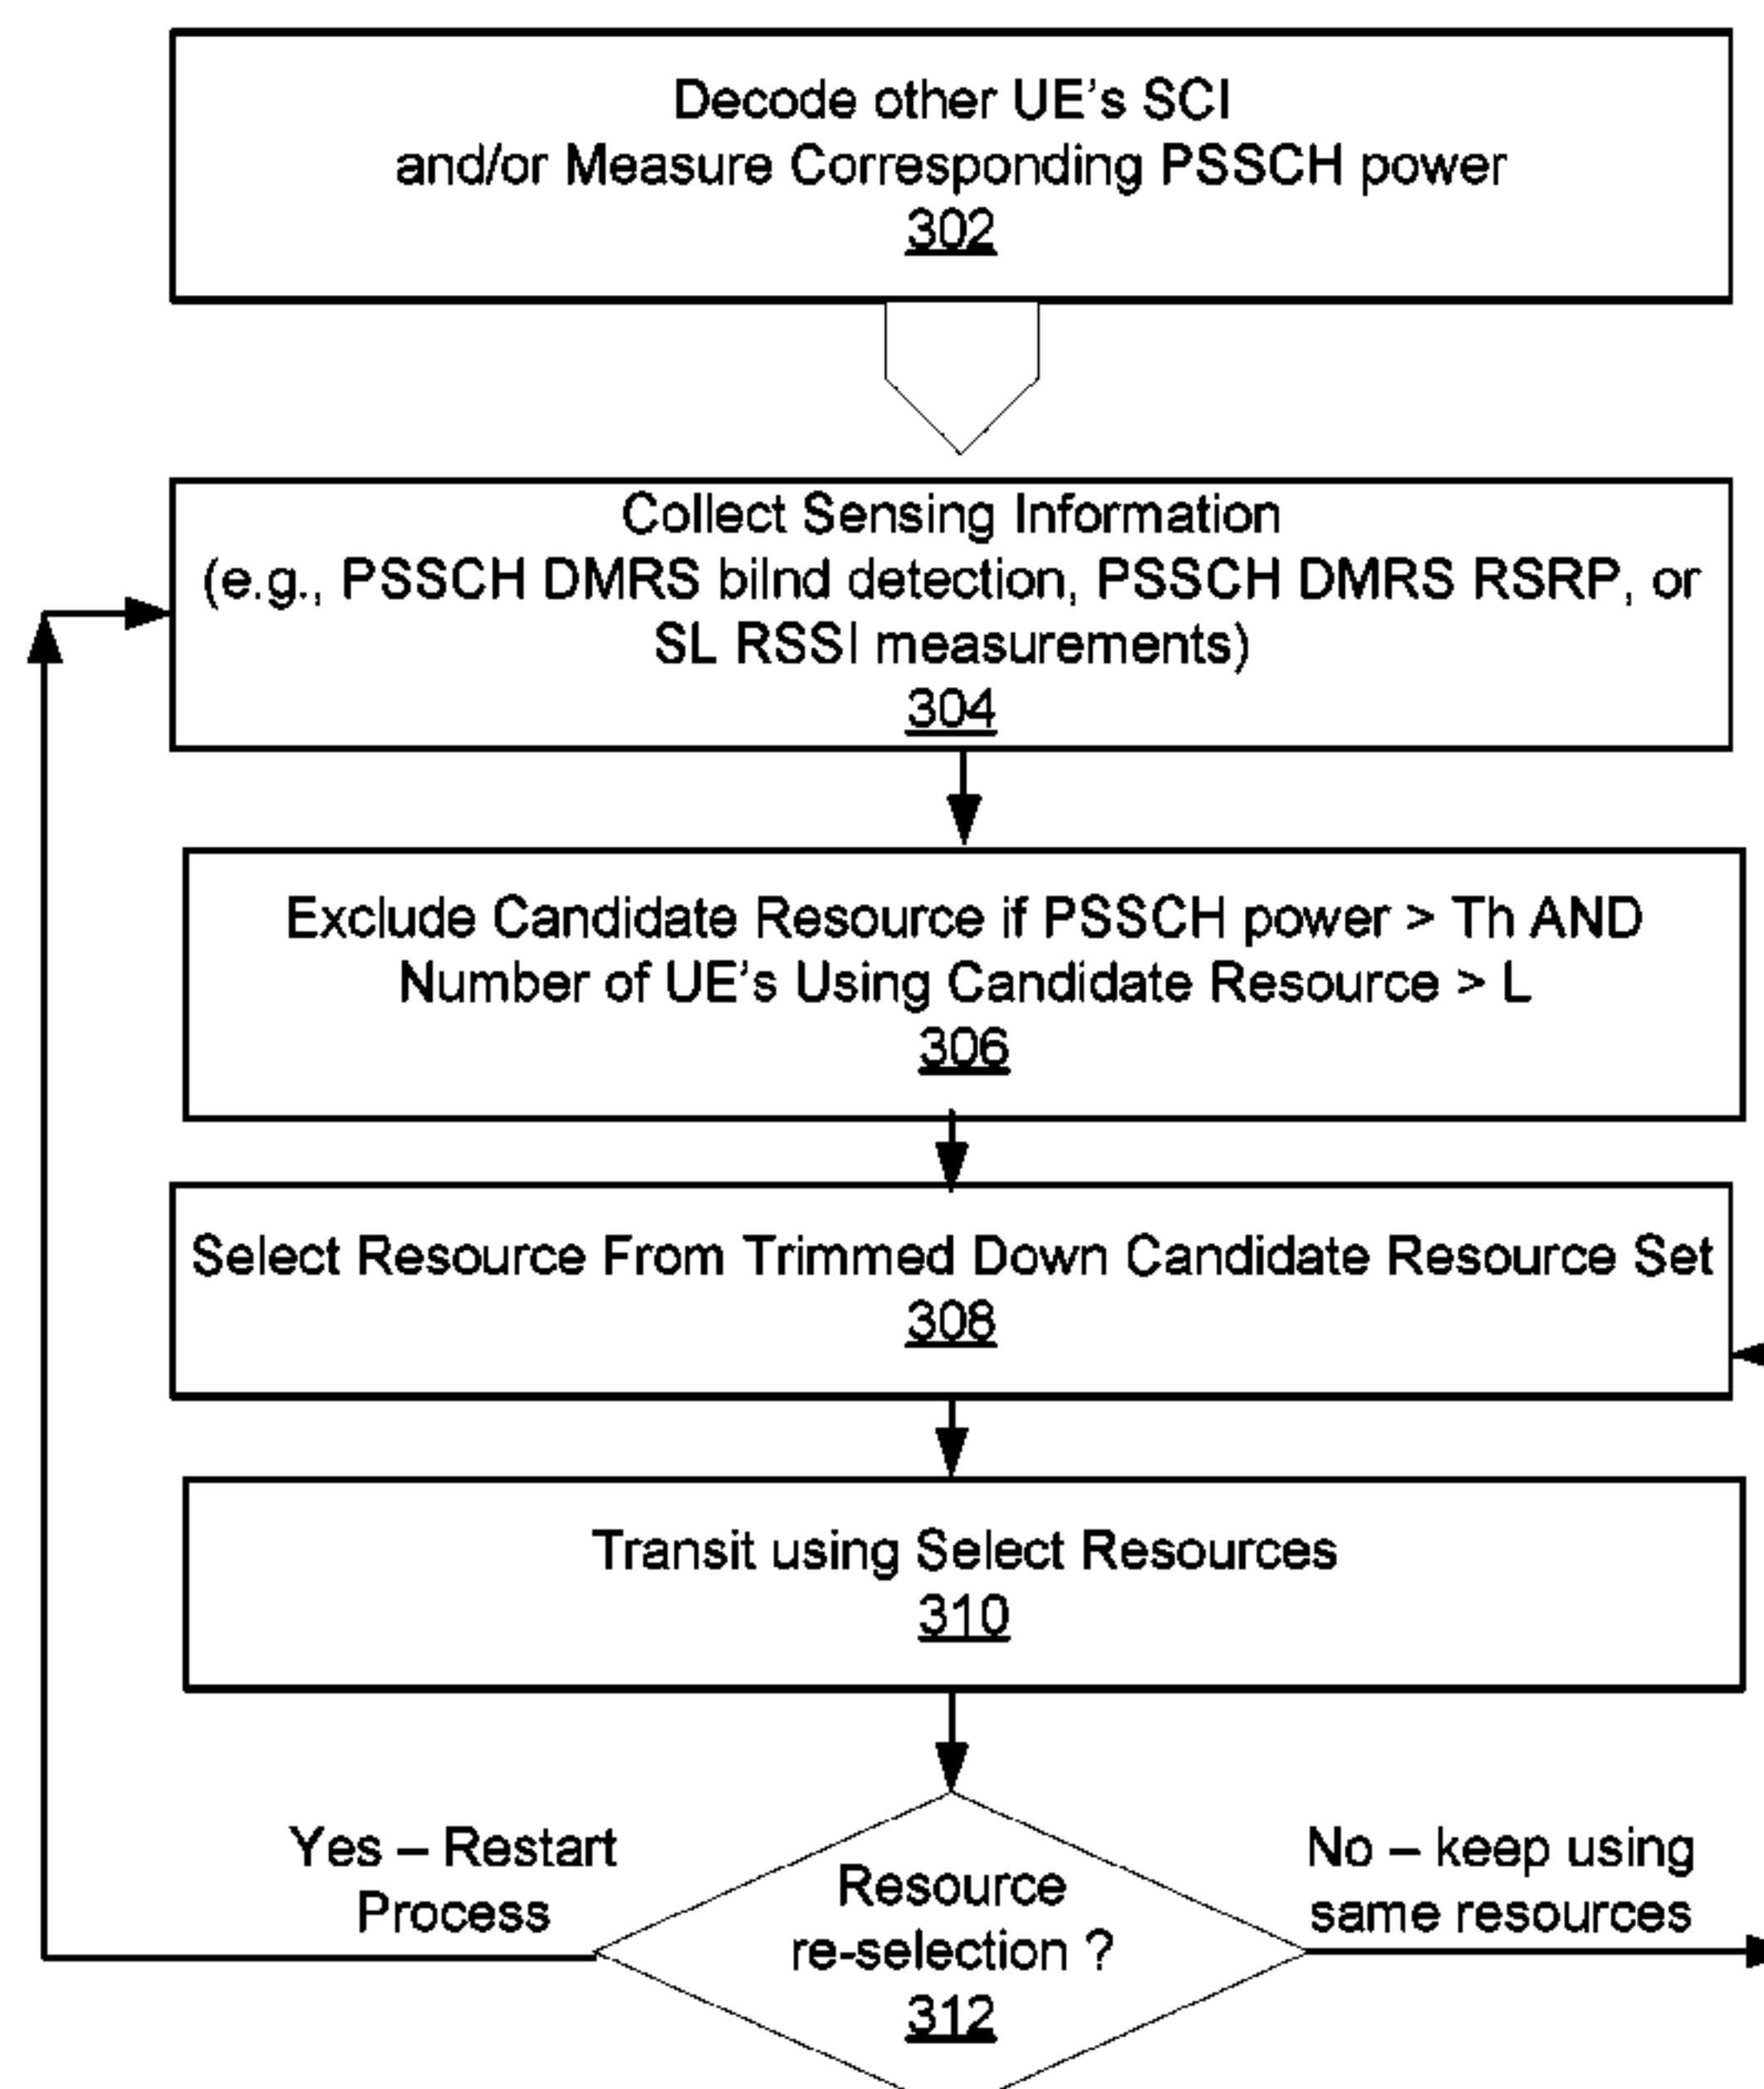 Decode other UE's SCI
and/or Measure Corresponding PSSCH power
302
Collect Sensing Information
(e.g., PSSCH DMRS bilnd detection, PSSCH DMRS RSRP, or
SL RSSI measurements)
304
Exclude Candidate Resource if PSSCH power > Th AND
Number of UE's Using Candidate Resource > L
306
Select Resource From Trimmed Down Candidate Resource Set
308
Transit using Select Resources
310
Yes – Restart
Process
Resource
re-selection ?
312
No – keep using
same resources